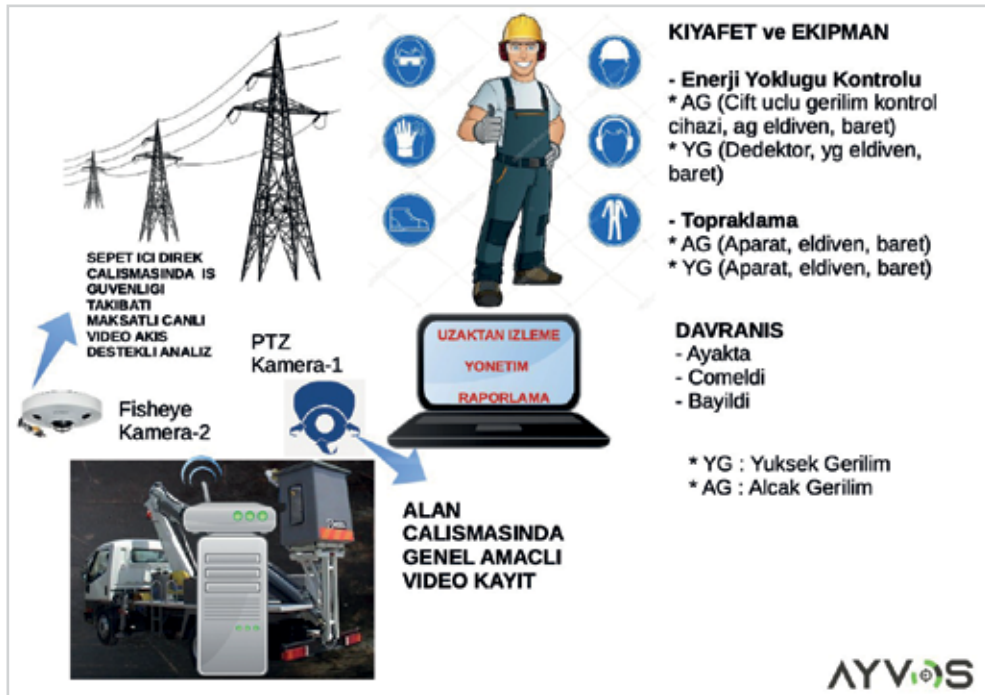 KIYAFET ve EKIPMAN
- Enerji Yoklugu Kontrolu
* AG (Cift uclu gerilim kontrol
cihazi, ag eldiven, baret)
* YG (Dedektor, yg eldiven,
baret)
- Topraklama
* AG (Aparat, eldiven, baret)
* YG (Aparat, eldiven, baret)
SEPET ICI DIREK
CALISMASINDA IS
GUVENLIGI
TAKIBATI
MAKSATLI CANLI
VIDEO AKIS
DESTEKLI ANALIZ
PTZ
Kamera-1
UZAKTAN IZLEME
YONETIM
RAPORLAMA
DAVRANIS
- Ayakta
- Comeldi
- Bayildi
Fisheye
Kamera-2
* YG : Yuksek Gerilim
* AG : Alcak Gerilim
ALAN
CALISMASINDA
GENEL AMACLI
VIDEO KAYIT
AYVOS